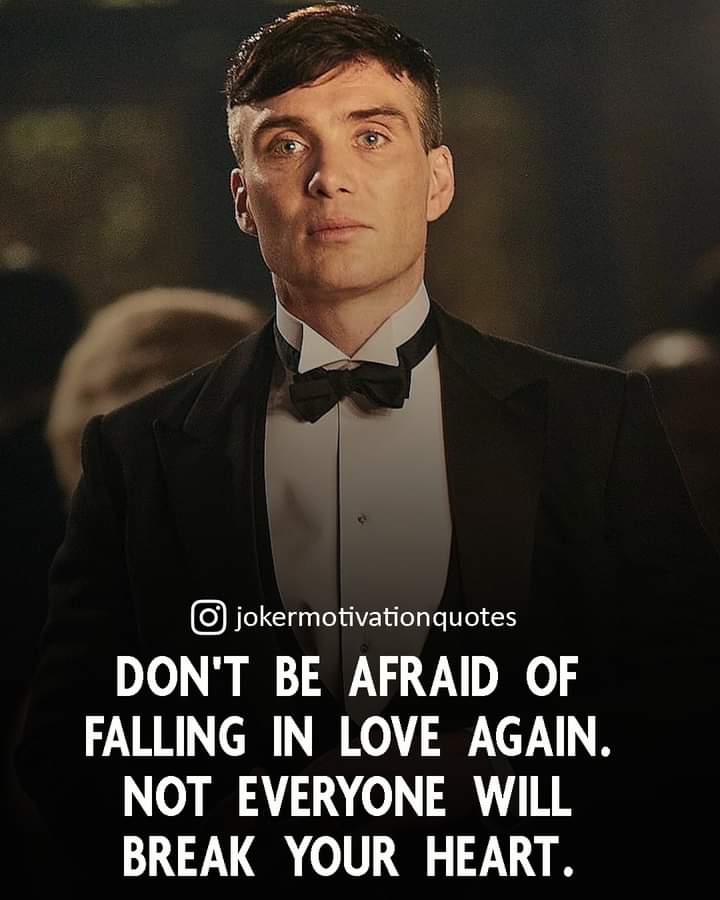 jokermotivationquotes
DON'T BE AFRAID OF
FALLING IN LOVE AGAIN.
NOT EVERYONE WILL
BREAK YOUR HEART.